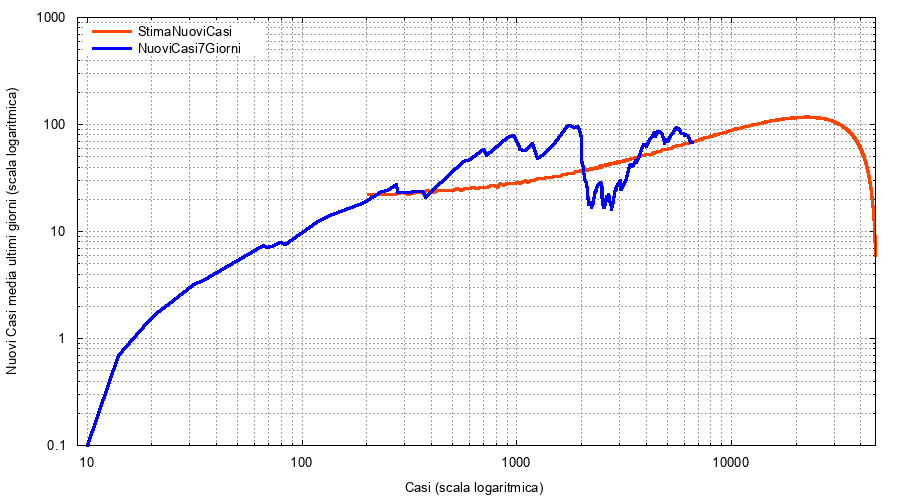 1000
StimaNuoviCasi
NuoviCasi7Giorni
100
10
1
0.1
Nuovi Casi media ultimi giorni (scala logaritmica)
10 100 1000 10000
Casi (scala logaritmica)